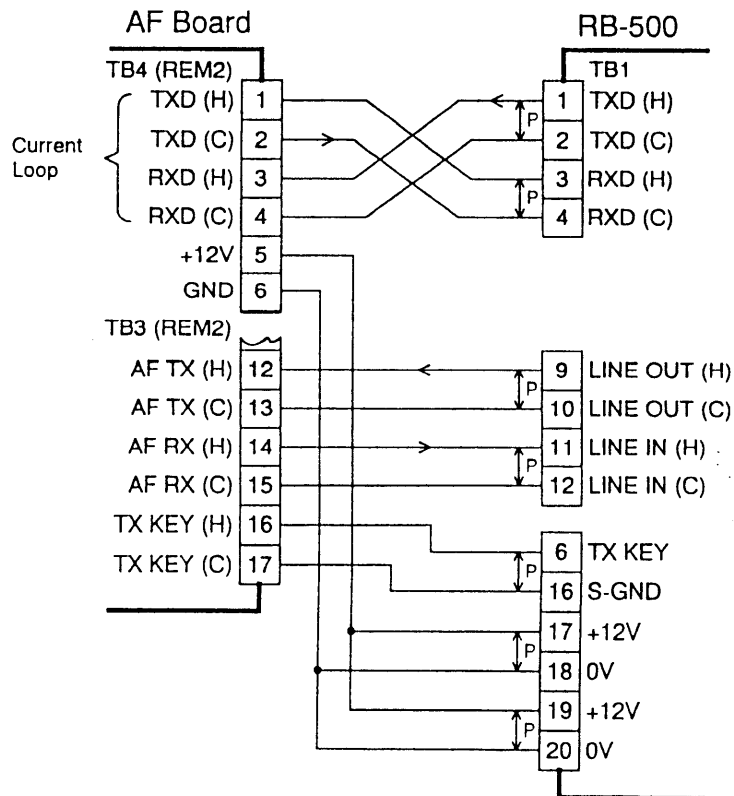 AF Board RB-500
TB4 (REM2) TB1
TXD (H) 1 P 1 TXD (H)
TXD (C) 2 2 TXD (C)
Current Loop
RXD (H) 3 P 3 RXD (H)
RXD (C) 4 4 RXD (C)
+12V 5
GND 6
TB3 (REM2)
AF TX (H) 12 P 9 LINE OUT (H)
AF TX (C) 13 10 LINE OUT (C)
AF RX (H) 14 P 11 LINE IN (H)
AF RX (C) 15 12 LINE IN (C)
TX KEY (H) 16 P 6 TX KEY
TX KEY (C) 17 16 S-GND
P 17 +12V
18 0V
P 19 +12V
20 0V